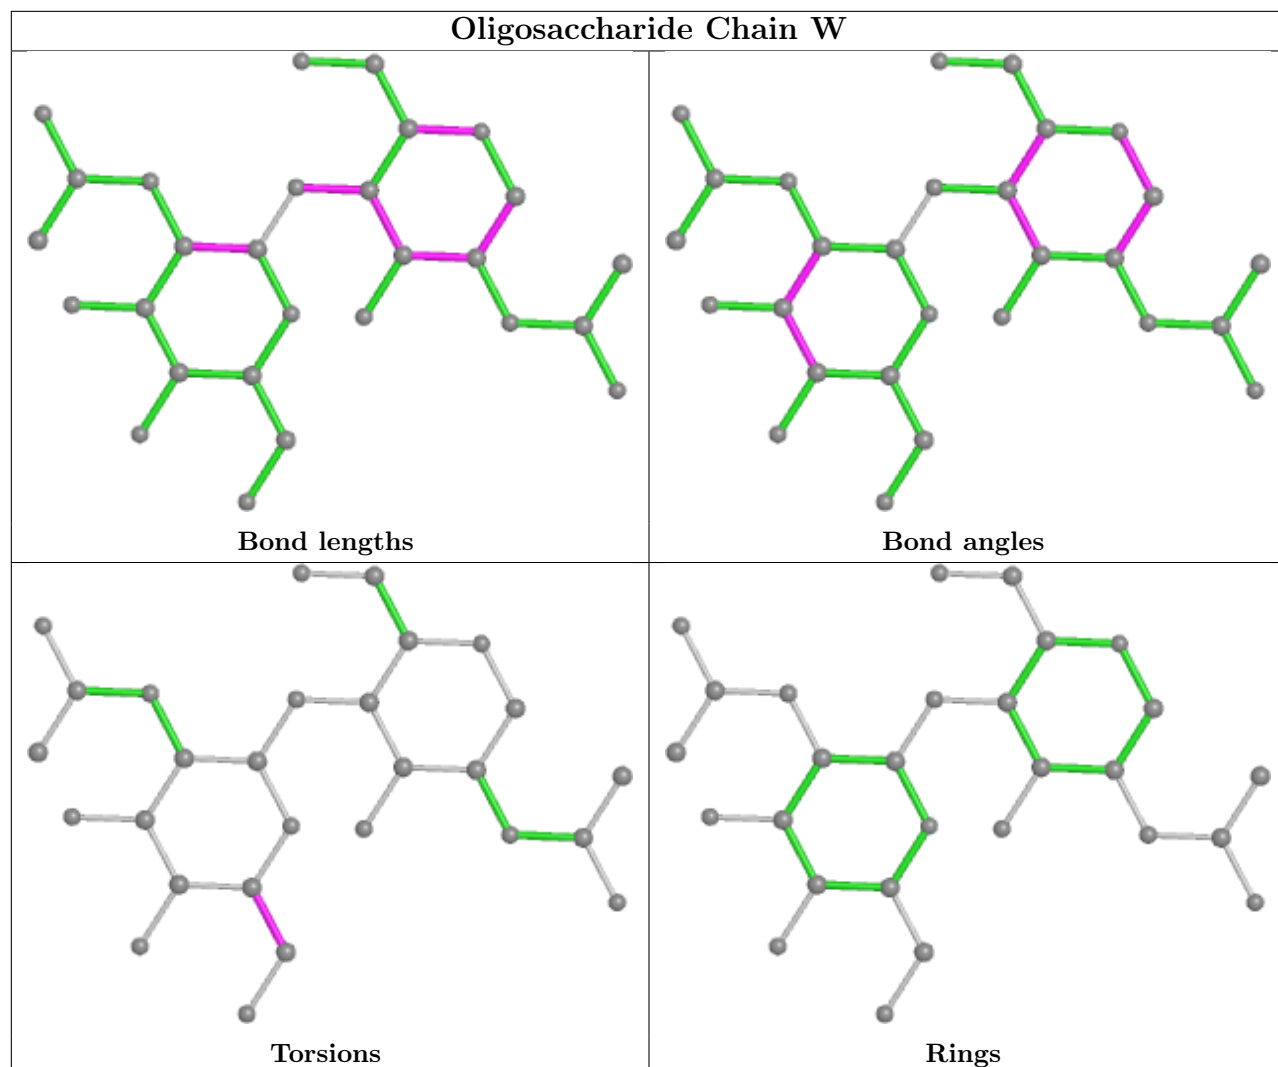 Oligosaccharide Chain W
Bond lengths
Bond angles
Torsions
Rings